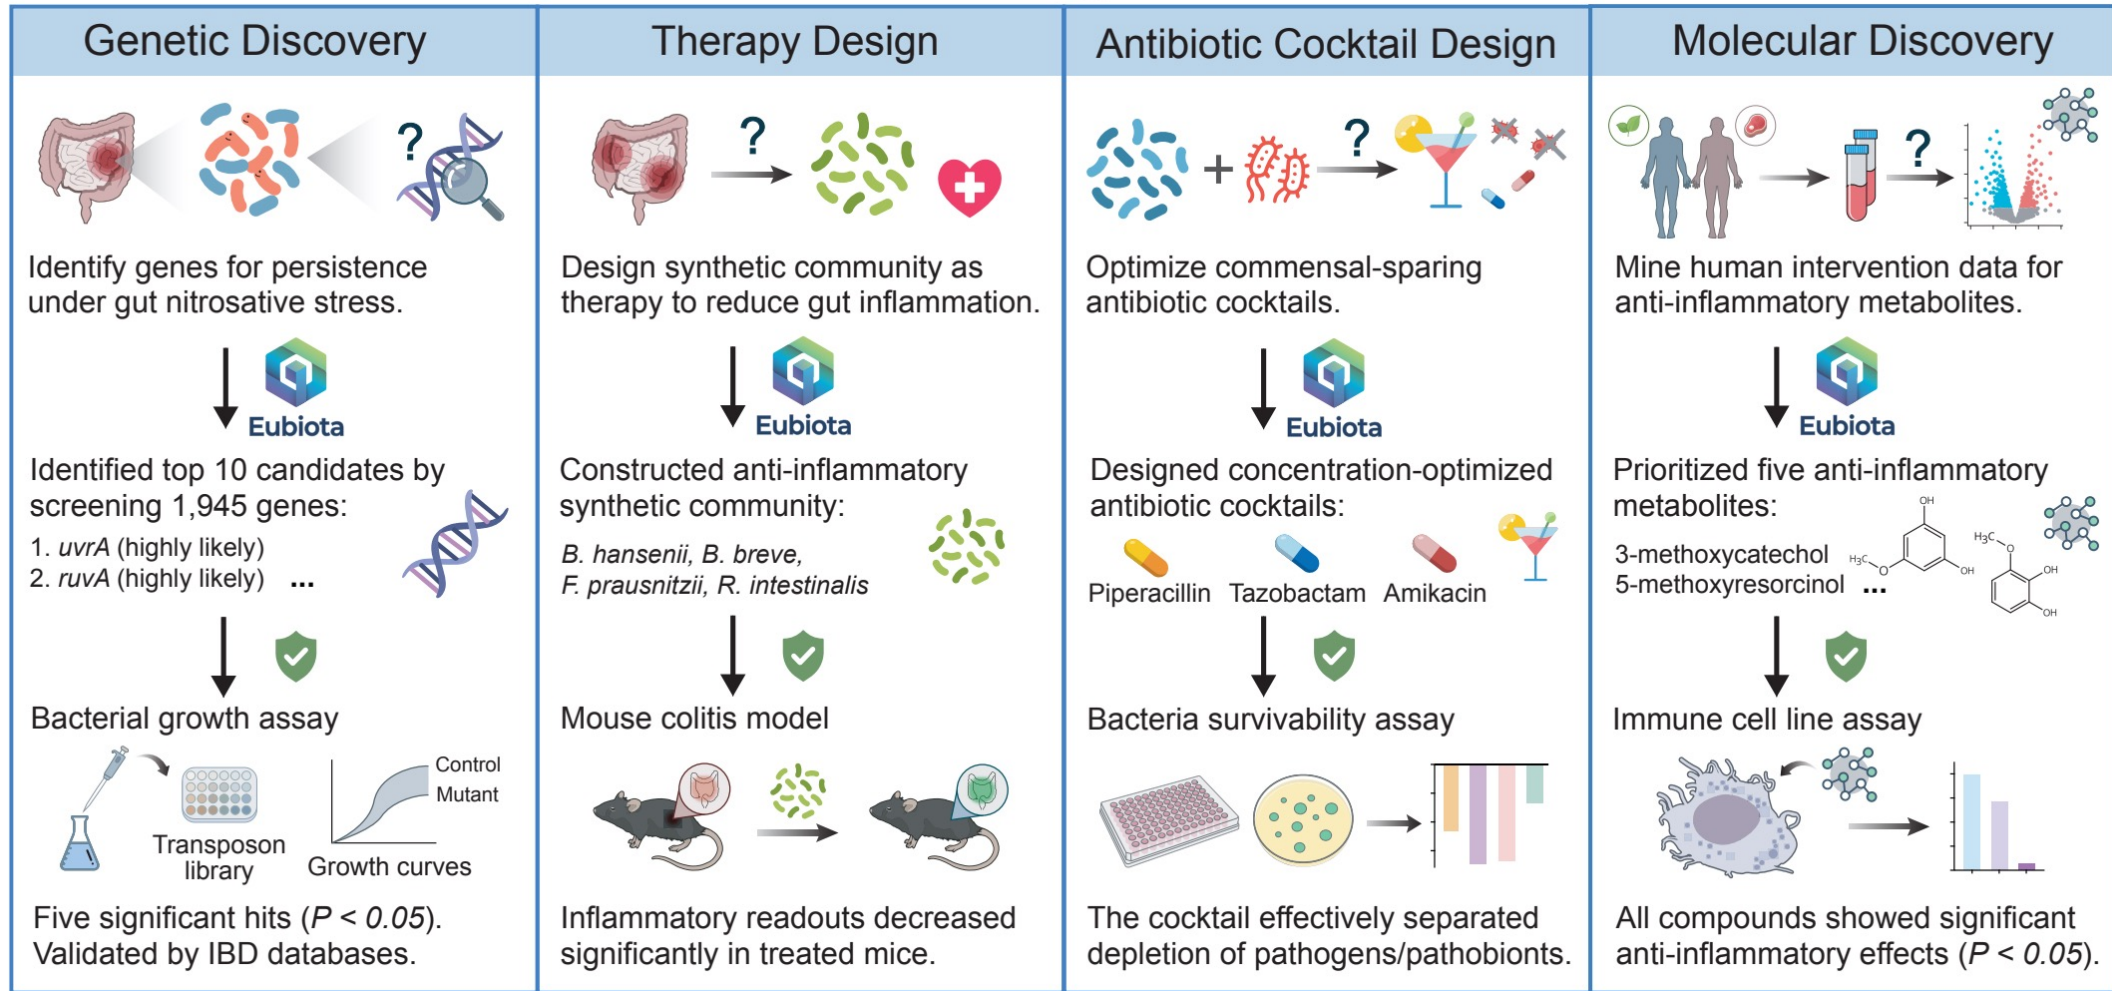 Genetic Discovery
?
Identify genes for persistence
under gut nitrosative stress.
Eubiota
Identified top 10 candidates by
screening 1,945 genes:
1. uvrA (highly likely)
2. ruvA (highly likely) ...
Bacterial growth assay
Control
Mutant
Transposon
library
Growth curves
Five significant hits (P < 0.05).
Validated by IBD databases.
Therapy Design
?
Design synthetic community as
therapy to reduce gut inflammation.
Eubiota
Constructed anti-inflammatory
synthetic community:
B. hansenii, B. breve,
F. prausnitzii, R. intestinalis
Mouse colitis model
Inflammatory readouts decreased
significantly in treated mice.
Antibiotic Cocktail Design
+
?
Optimize commensal-sparing
antibiotic cocktails.
Eubiota
Designed concentration-optimized
antibiotic cocktails:
Piperacillin Tazobactam Amikacin
Bacteria survivability assay
The cocktail effectively separated
depletion of pathogens/pathobionts.
Molecular Discovery
?
Mine human intervention data for
anti-inflammatory metabolites.
Eubiota
Prioritized five anti-inflammatory
metabolites:
3-methoxycatechol
5-methoxyresorcinol ...
OH
H₃C
O
OH
H₃C
O
OH
OH
Immune cell line assay
All compounds showed significant
anti-inflammatory effects (P < 0.05).